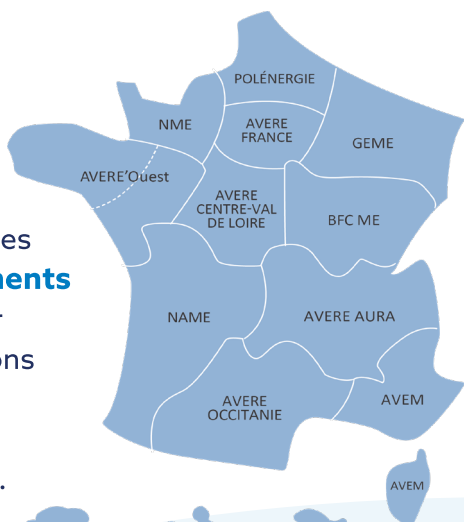 POLÉNERGIE
NME
AVERE
FRANCE
GEME
AVERE'Ouest
AVERE
CENTRE-VAL
DE LOIRE
BFC ME
NAME
AVERE AURA
AVERE
OCCITANIE
AVEM
AVEM
es
ents
ons
.